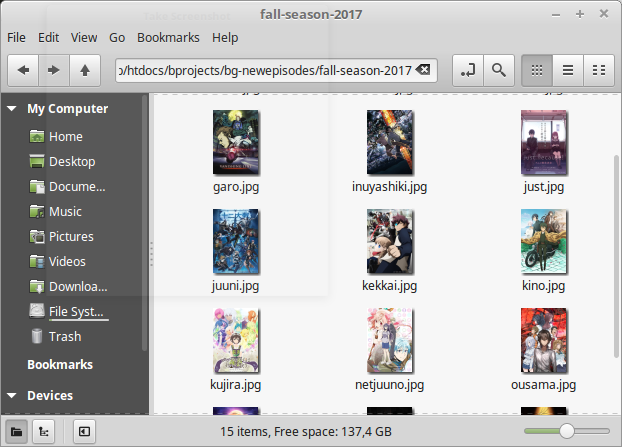 fall-season-2017
File Edit View Go Bookmarks Help
/htdocs/bprojects/bg-newepisodes/fall-season-2017
My Computer
Home
Desktop
Docume...
Music
Pictures
Videos
Downloa...
File Syst...
Trash
Bookmarks
Devices
garo.jpg
inuyashiki.jpg
just.jpg
juuni.jpg
kekkai.jpg
kino.jpg
kujira.jpg
netjuuno.jpg
ousama.jpg
15 items, Free space: 137,4 GB